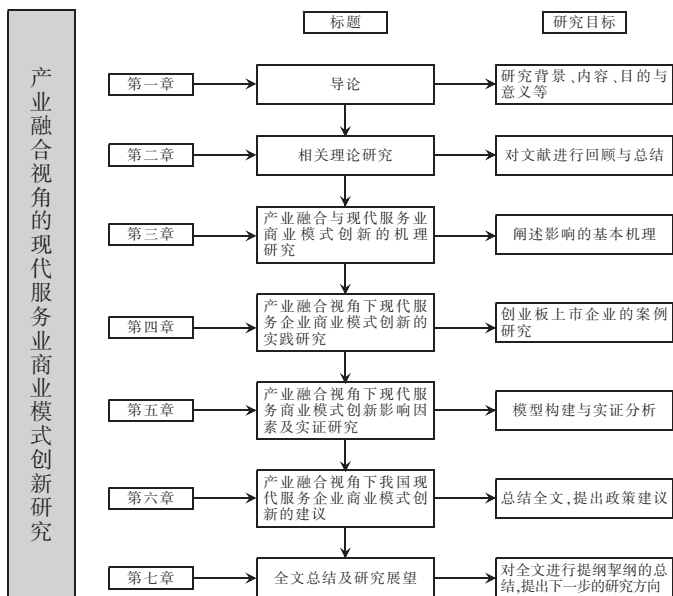 产业融合视角的现代服务业商业模式创新研究
标题
研究目标
第一章
导论
研究背景、内容、目的与
意义等
第二章
相关理论研究
对文献进行回顾与总结
第三章
产业融合与现代服务业
商业模式创新的机理
研究
阐述影响的基本机理
第四章
产业融合视角下现代服
务企业商业模式创新的
实践研究
创业板上市企业的案例
研究
第五章
产业融合视角下现代服
务商业模式创新影响因
素及实证研究
模型构建与实证分析
第六章
产业融合视角下我国现
代服务企业商业模式创
新的建议
总结全文,提出政策建议
第七章
全文总结及研究展望
对全文进行提纲挈纲的总
结,提出下一步的研究方向